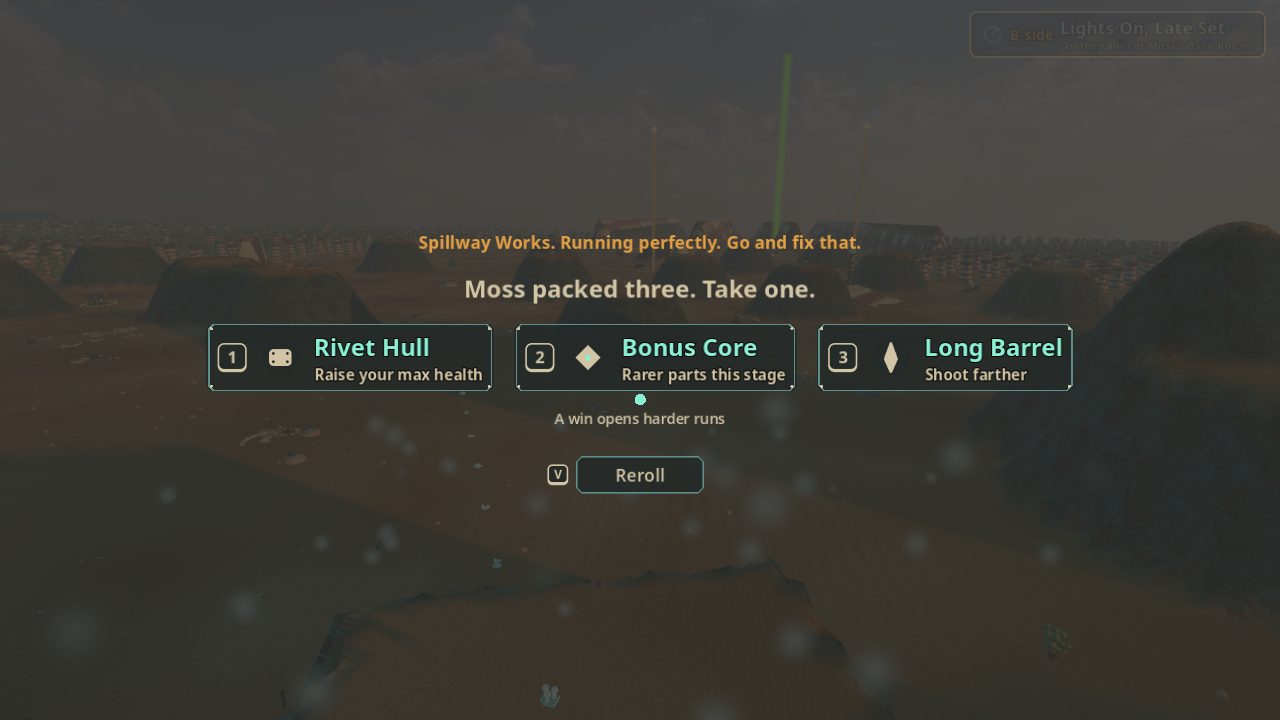 B-side Lights On, Late Set
On the radio at Moss's Back Room
Spillway Works. Running perfectly. Go and fix that.
Moss packed three. Take one.
1 Rivet Hull
Raise your max health
2 Bonus Core
Rarer parts this stage
3 Long Barrel
Shoot farther
A win opens harder runs
V Reroll